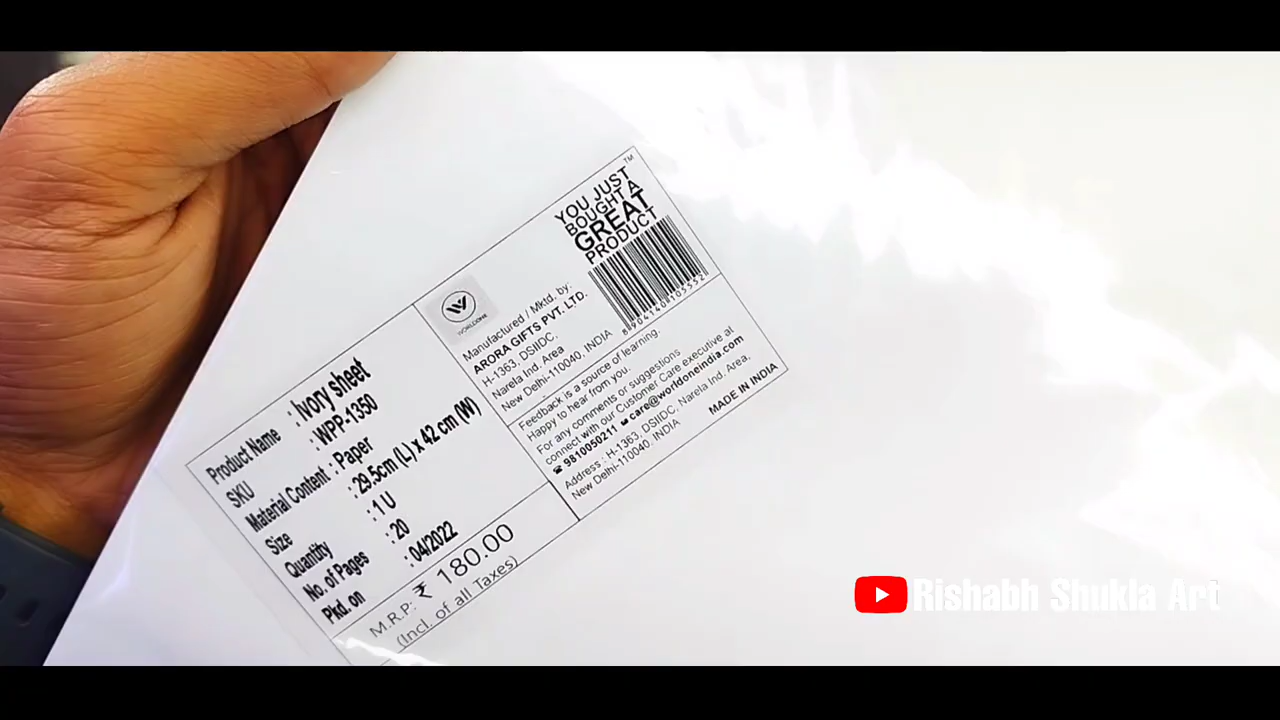 Product Name : Ivory sheet
SKU : WPP-1350
Material Content : Paper
Size : 29.5cm (L) x 42 cm (W)
Quantity : 1 U
No. of Pages : 20
Pkd. on : 04/2022
M.R.P: ₹ 180.00
(Incl. of all Taxes)
WORLDONE
Manufactured / Mktd. by:
ARORA GIFTS PVT. LTD.
H-1363, DSIIDC,
Narela Ind. Area
New Delhi-110040, INDIA
YOU JUST
BOUGHT A
GREAT
PRODUCT
TM
8904140105552
Feedback is a source of learning.
Happy to hear from you.
For any comments or suggestions
connect with our Customer Care executive at
☎ 9810050211 care@worldoneindia.com
Address : H-1363, DSIIDC, Narela Ind. Area,
New Delhi-110040, INDIA
MADE IN INDIA
Rishabh Shukla Art